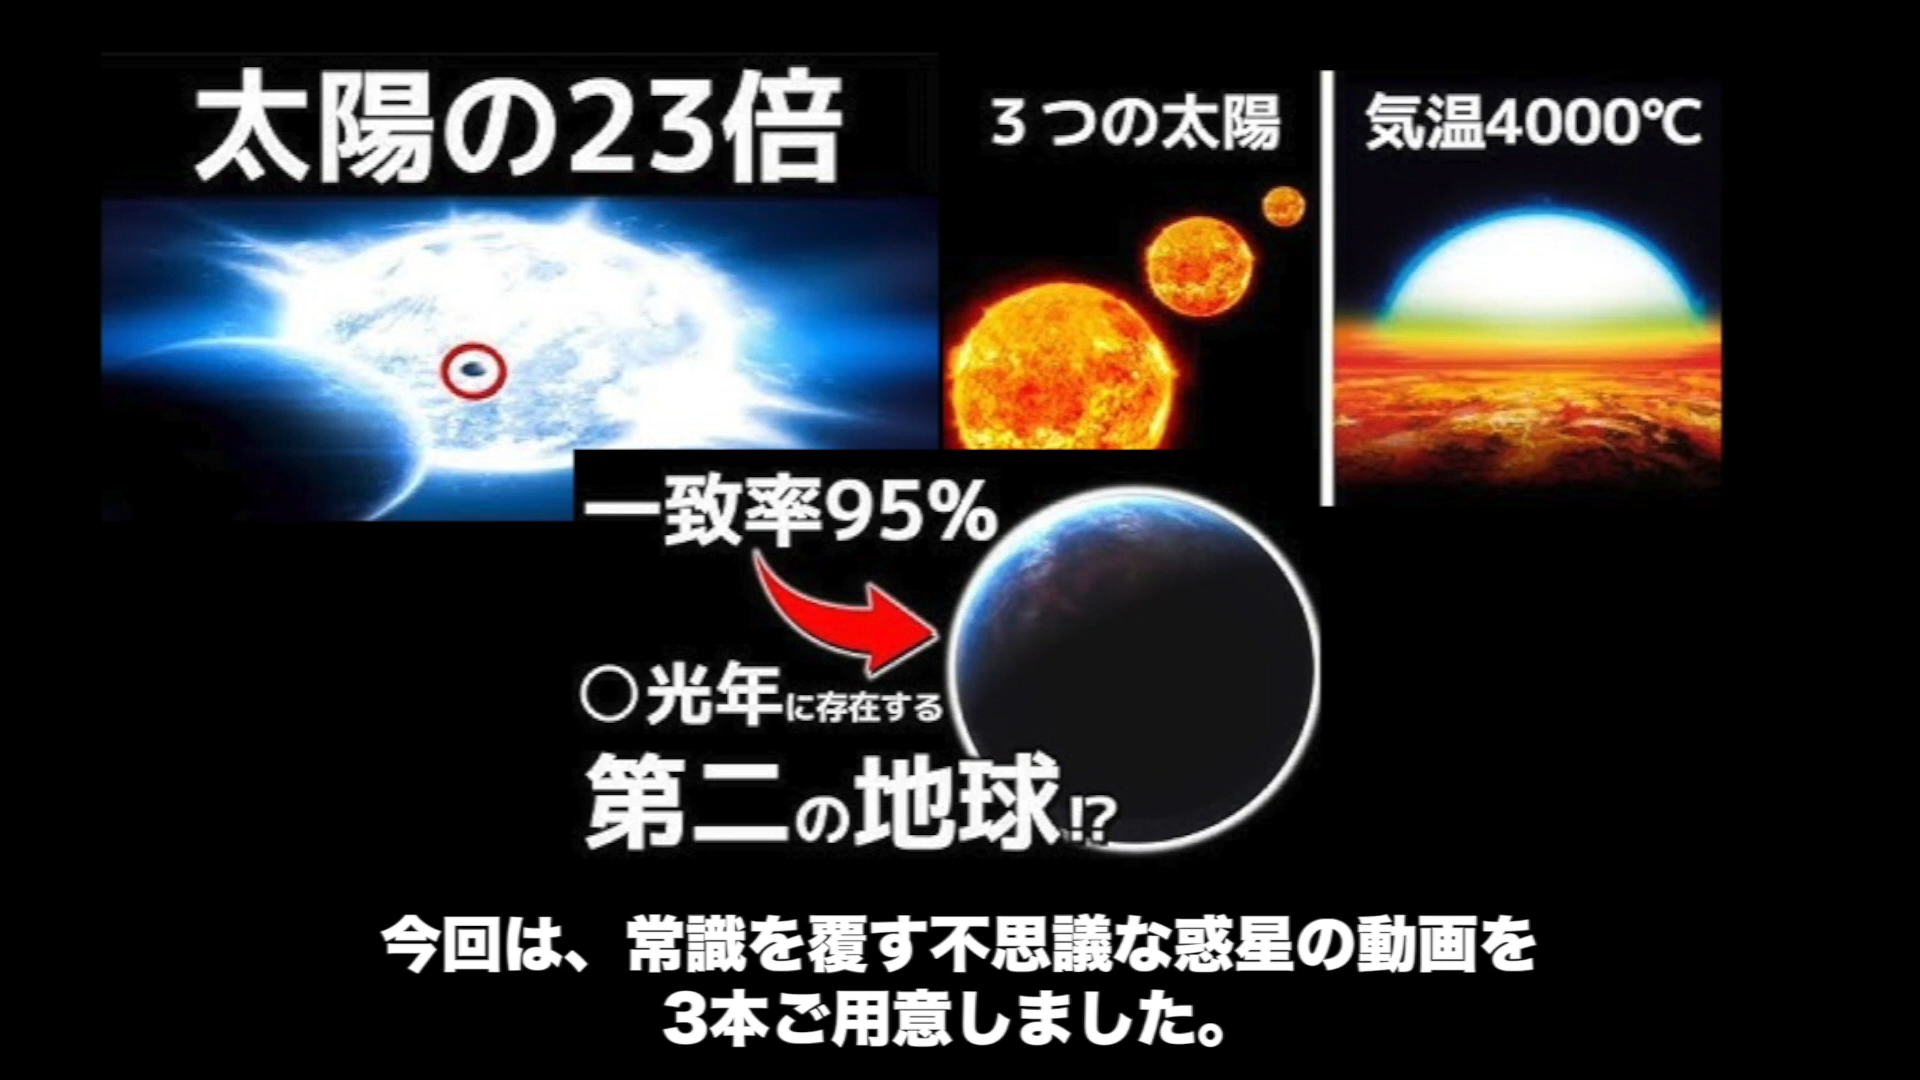 太陽の23倍
3つの太陽
気温4000℃
一致率95%
○光年に存在する
第二の地球!?
今回は、常識を覆す不思議な惑星の動画を
3本ご用意しました。